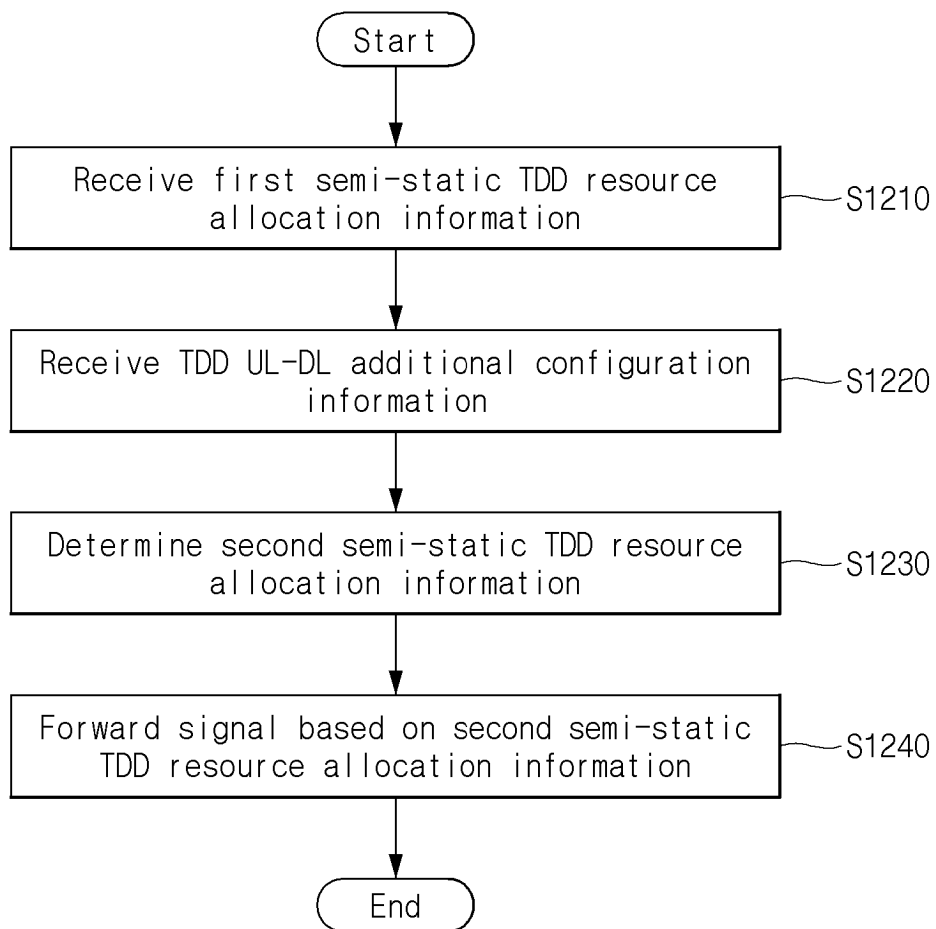 Start
Receive first semi-static TDD resource
allocation information
S1210
Receive TDD UL-DL additional configuration
information
S1220
Determine second semi-static TDD resource
allocation information
S1230
Forward signal based on second semi-static
TDD resource allocation information
S1240
End